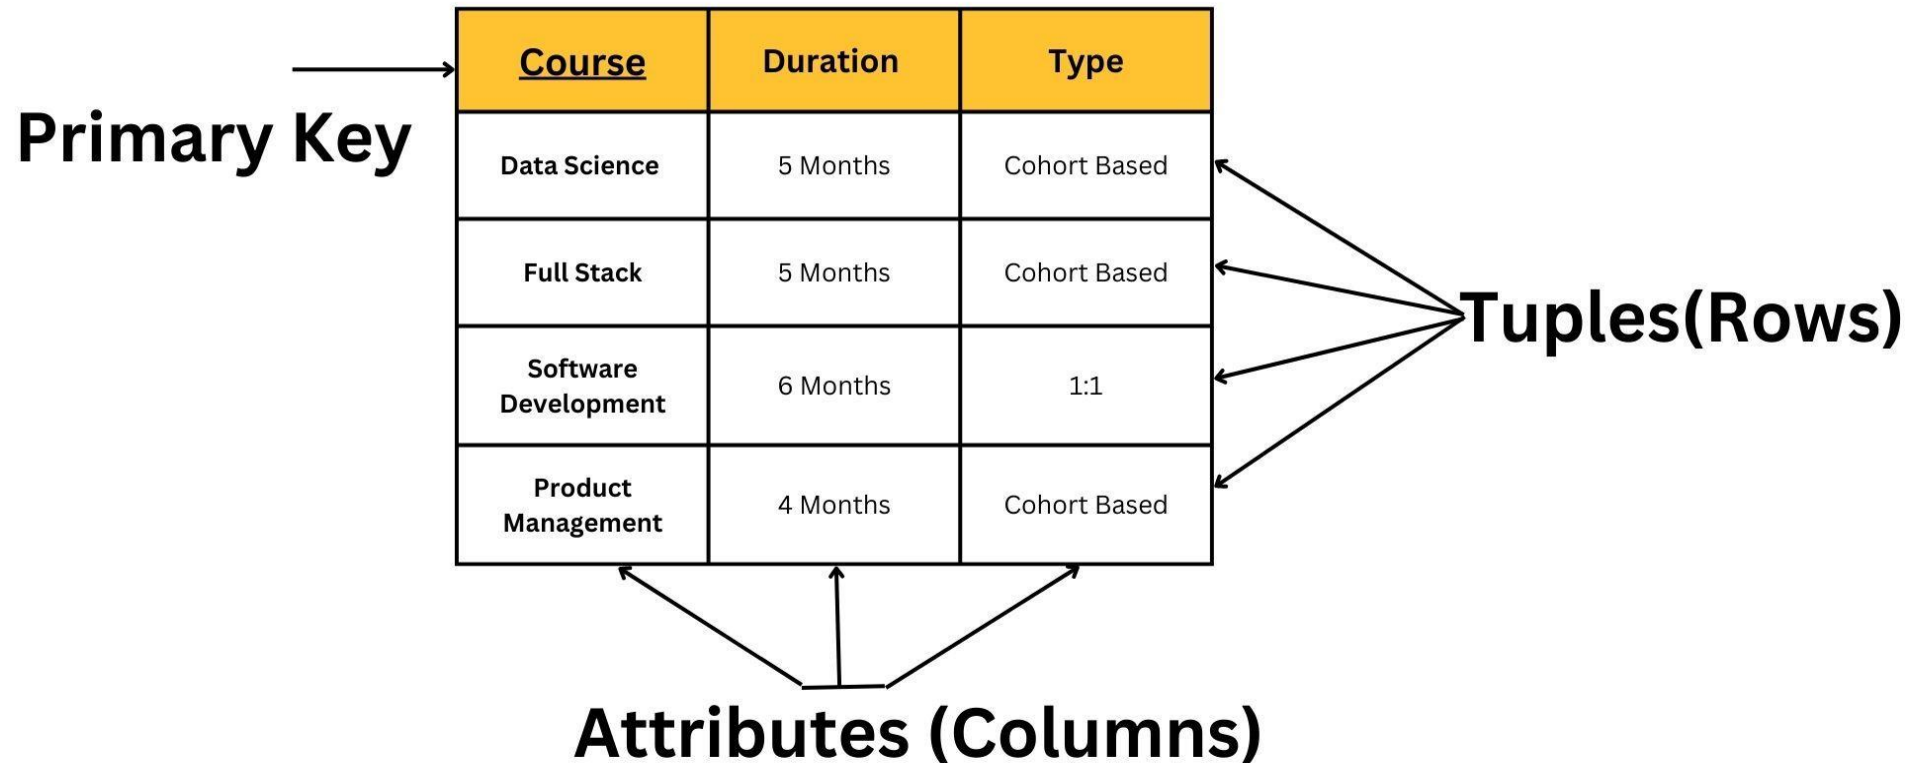 Primary Key
Course Duration Type
Data Science 5 Months Cohort Based
Full Stack 5 Months Cohort Based
Software
Development 6 Months 1:1
Product
Management 4 Months Cohort Based
Tuples(Rows)
Attributes (Columns)